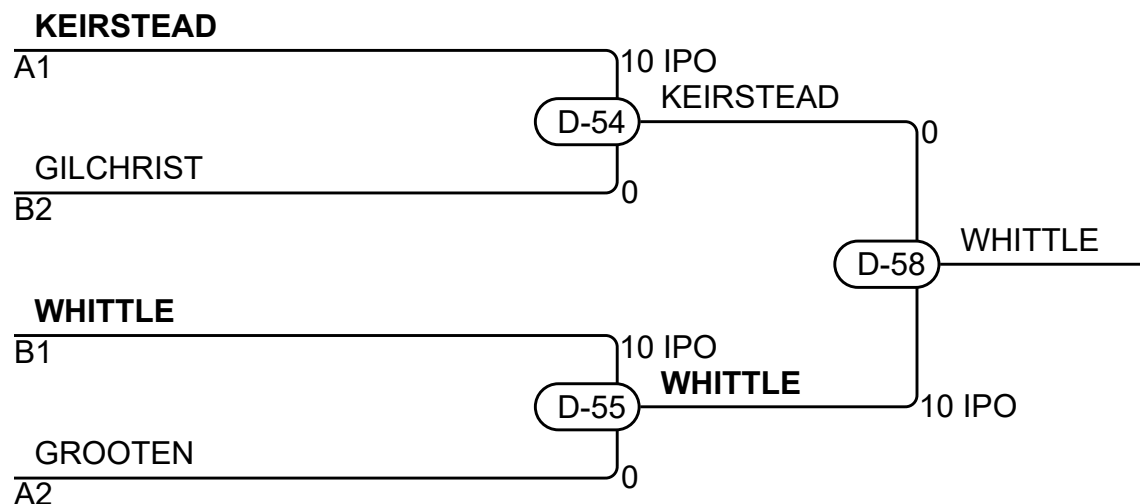 KEIRSTEAD
A1
10 IPO
KEIRSTEAD
D-54
0
GILCHRIST
B2
0
WHITTLE
D-58
WHITTLE
B1
10 IPO
WHITTLE
D-55
10 IPO
GROOTEN
A2
0